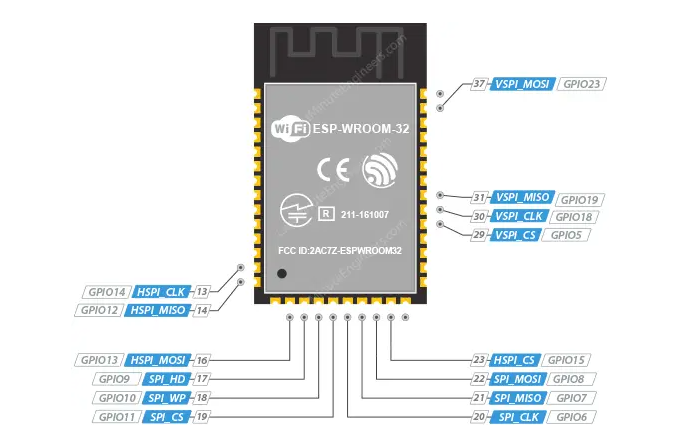 37 VSPI_MOSI GPIO23
WiFi ESP-WROOM-32
CE
R 211-161007
FCC ID:2AC7Z-ESPWROOM32
31 VSPI_MISO GPIO19
30 VSPI_CLK GPIO18
29 VSPI_CS GPIO5
GPIO14 HSPI_CLK 13
GPIO12 HSPI_MISO 14
GPIO13 HSPI_MOSI 16
GPIO9 SPI_HD 17
GPIO10 SPI_WP 18
GPIO11 SPI_CS 19
23 HSPI_CS GPIO15
22 SPI_MOSI GPIO8
21 SPI_MISO GPIO7
20 SPI_CLK GPIO6